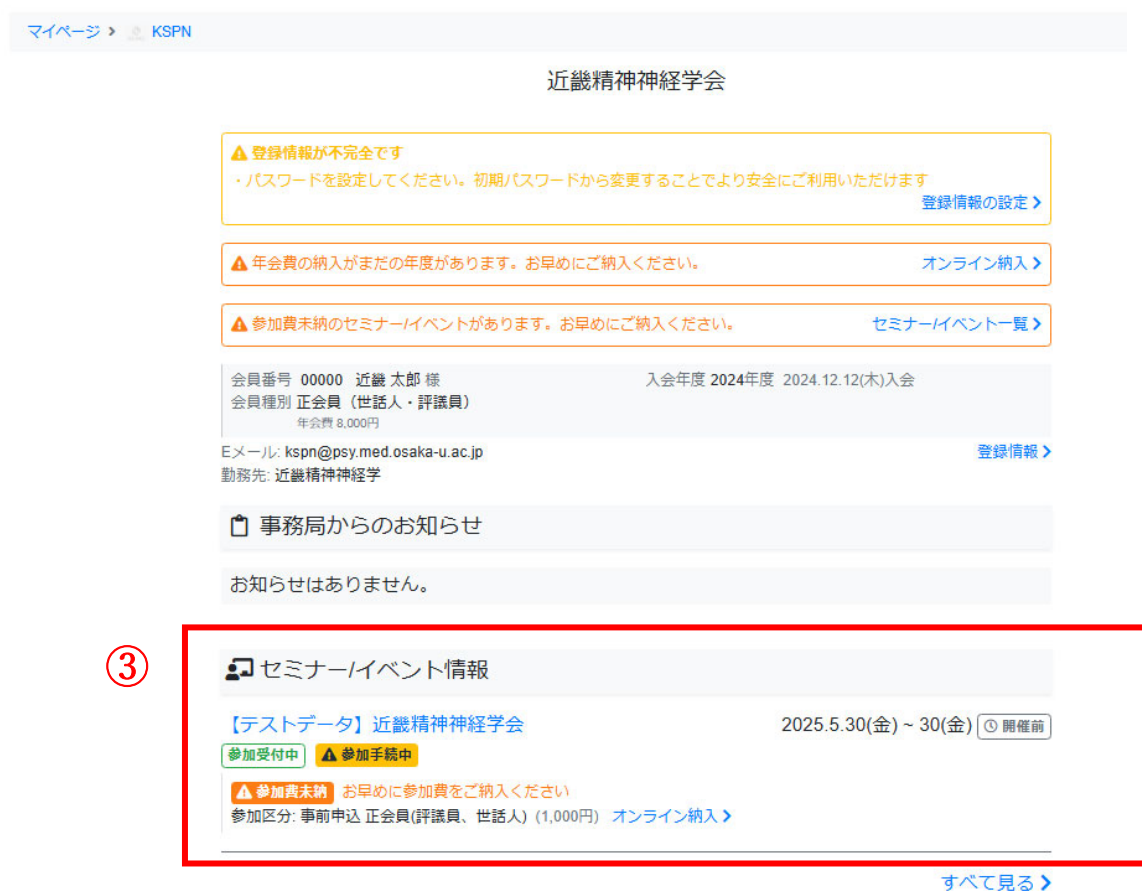 マイページ > KSPN
近畿精神神経学会
登録情報が不完全です
・パスワードを設定してください。初期パスワードから変更することでより安全にご利用いただけます
登録情報の設定 >
年会費の納入がまだの年度があります。お早めにご納入ください。 オンライン納入 >
参加費未納のセミナー/イベントがあります。お早めにご納入ください。 セミナー/イベント一覧 >
会員番号 00000 近畿 太郎 様 入会年度 2024年度 2024.12.12(木)入会
会員種別 正会員（世話人・評議員）
年会費 8,000円
Eメール: kspn@psy.med.osaka-u.ac.jp 登録情報 >
勤務先: 近畿精神神経学
事務局からのお知らせ
お知らせはありません。
③
セミナー/イベント情報
【テストデータ】近畿精神神経学会 2025.5.30(金) ~ 30(金) 開催前
参加受付中 参加手続中
参加費未納 お早めに参加費をご納入ください
参加区分: 事前申込 正会員(評議員、世話人) (1,000円) オンライン納入 >
すべて見る >